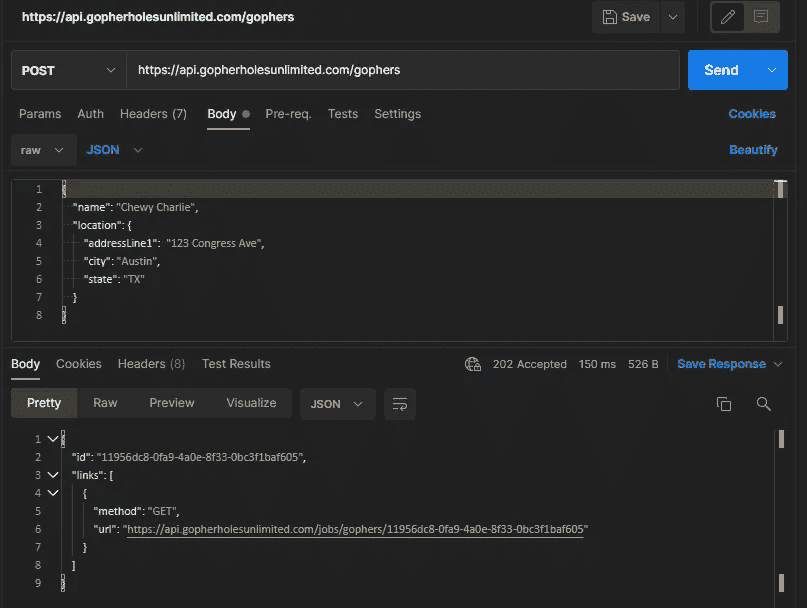 https://api.gopherholesunlimited.com/gophers
Save
POST
https://api.gopherholesunlimited.com/gophers
Send
Params Auth Headers (7) Body Pre-req. Tests Settings
Cookies
raw JSON
Beautify
1 {
2 "name": "Chewy Charlie",
3 "location": {
4 "addressLine1": "123 Congress Ave",
5 "city": "Austin",
6 "state": "TX"
7 }
8 }
Body Cookies Headers (8) Test Results
202 Accepted 150 ms 526 B Save Response
Pretty Raw Preview Visualize JSON
1 {
2 "id": "11956dc8-0fa9-4a0e-8f33-0bc3f1baf605",
3 "links": [
4 {
5 "method": "GET",
6 "url": "https://api.gopherholesunlimited.com/jobs/gophers/11956dc8-0fa9-4a0e-8f33-0bc3f1baf605"
7 }
8 ]
9 }